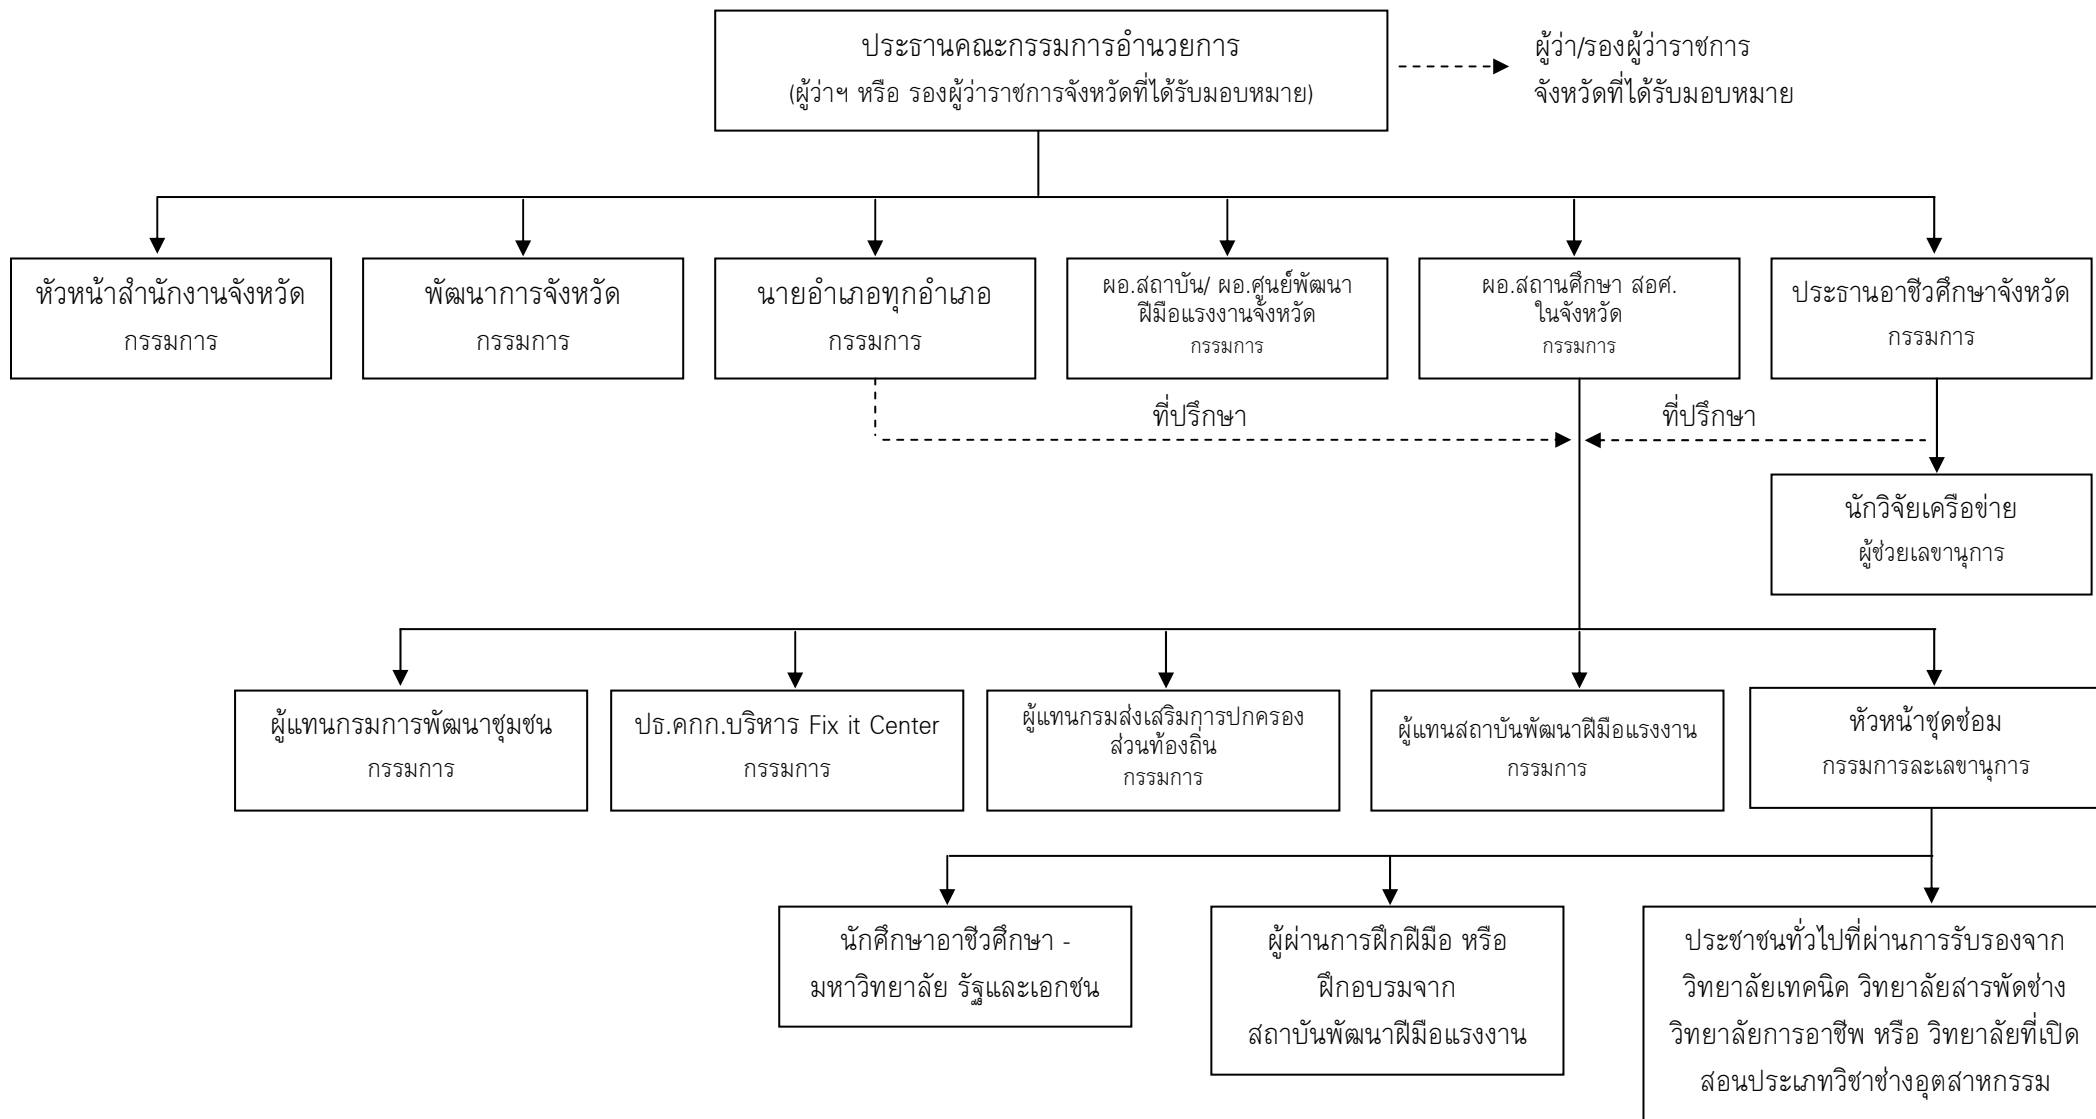 ประธานคณะกรรมการอำนวยการ
(ผู้ว่าฯ หรือ รองผู้ว่าราชการจังหวัดที่ได้รับมอบหมาย)
ผู้ว่า/รองผู้ว่าราชการ
จังหวัดที่ได้รับมอบหมาย
หัวหน้าสำนักงานจังหวัด
กรรมการ
พัฒนาการจังหวัด
กรรมการ
นายอำเภอทุกอำเภอ
กรรมการ
ผอ.สถาบัน/ ผอ.ศูนย์พัฒนา
ฝีมือแรงงานจังหวัด
กรรมการ
ผอ.สถานศึกษา สอศ.
ในจังหวัด
กรรมการ
ประธานอาชีวศึกษาจังหวัด
กรรมการ
ที่ปรึกษา
ที่ปรึกษา
นักวิจัยเครือข่าย
ผู้ช่วยเลขานุการ
ผู้แทนกรมการพัฒนาชุมชน
กรรมการ
ปธ.คกก.บริหาร Fix it Center
กรรมการ
ผู้แทนกรมส่งเสริมการปกครอง
ส่วนท้องถิ่น
กรรมการ
ผู้แทนสถาบันพัฒนาฝีมือแรงงาน
กรรมการ
หัวหน้าชุดซ่อม
กรรมการละเลขานุการ
นักศึกษาอาชีวศึกษา -
มหาวิทยาลัย รัฐและเอกชน
ผู้ผ่านการฝึกฝีมือ หรือ
ฝึกอบรมจาก
สถาบันพัฒนาฝีมือแรงงาน
ประชาชนทั่วไปที่ผ่านการรับรองจาก
วิทยาลัยเทคนิค วิทยาลัยสารพัดช่าง
วิทยาลัยการอาชีพ หรือ วิทยาลัยที่เปิด
สอนประเภทวิชาช่างอุตสาหกรรม